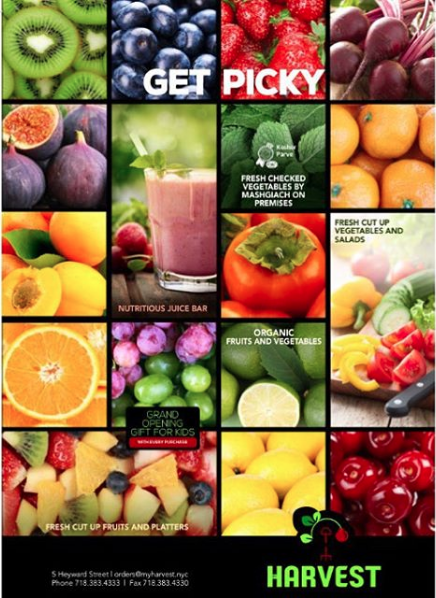 GET PICKY
Kosher
Parve
FRESH CHECKED
VEGETABLES BY
MASHGIACH ON
PREMISES
FRESH CUT UP
VEGETABLES AND
SALADS
NUTRITIOUS JUICE BAR
ORGANIC
FRUITS AND VEGETABLES
GRAND
OPENING
GIFT FOR KIDS
WITH EVERY PURCHASE
FRESH CUT UP FRUITS AND PLATTERS
5 Heyward Street | orders@myharvest.nyc
Phone 718.383.4333 | Fax 718.383.4330
HARVEST